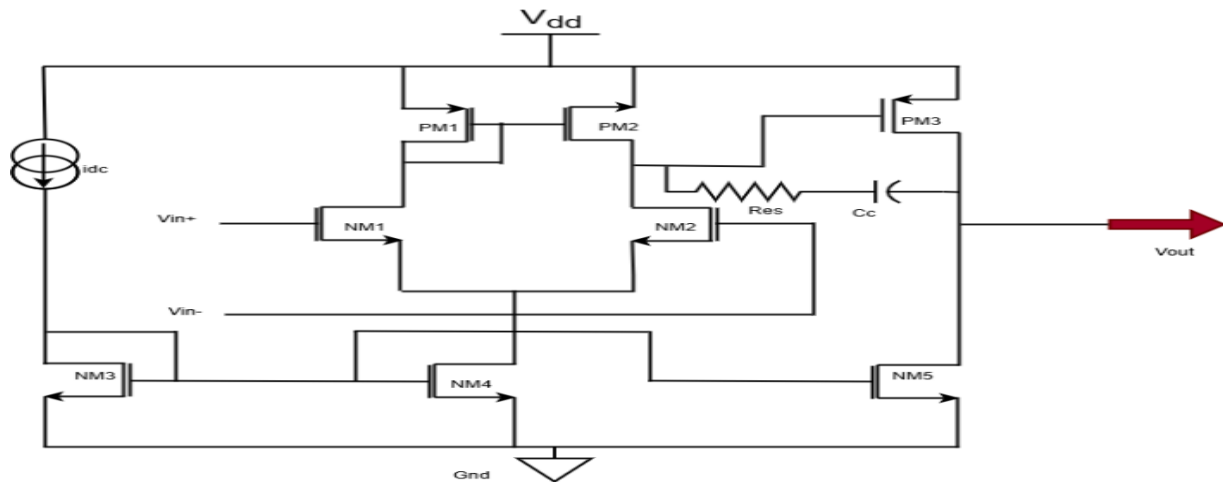 Vdd
PM1
PM2
PM3
idc
Res
Cc
Vin+
NM1
NM2
Vout
Vin-
NM3
NM4
NM5
Gnd